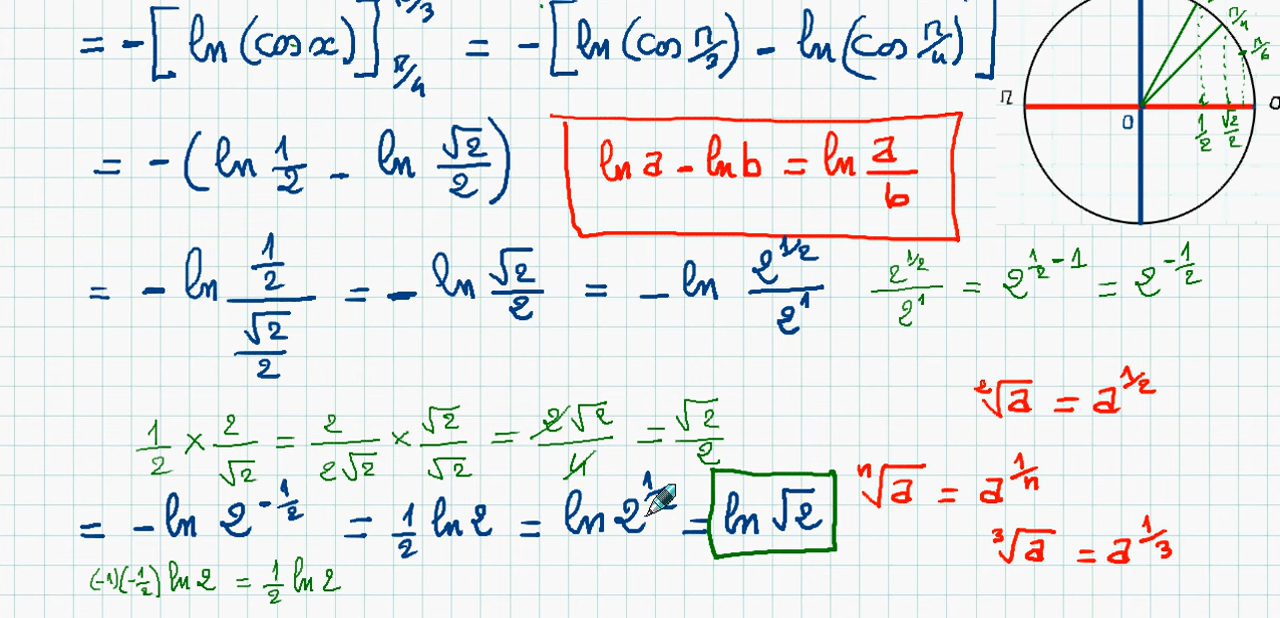 = -[ln(cos x)]π/3 π/4 = -[ln(cos π/3) - ln(cos π/4)]
π/4
π/6
π
0
0
1/2 √2/2
= -(ln 1/2 - ln √2/2)
ln a - ln b = ln a/b
= - ln (1/2)/(√2/2) = - ln √2/2 = - ln 2^1/2 / 2^1
2^1/2 / 2^1 = 2^1/2 - 1 = 2^-1/2
²√a = a^1/2
1/2 × 2/√2 = 2/2√2 × √2/√2 = 2√2/4 = √2/2
ⁿ√a = a^1/n
= - ln 2^-1/2 = 1/2 ln 2 = ln 2^1/2 = ln √2
³√a = a^1/3
(-1)(-1/2) ln 2 = 1/2 ln 2